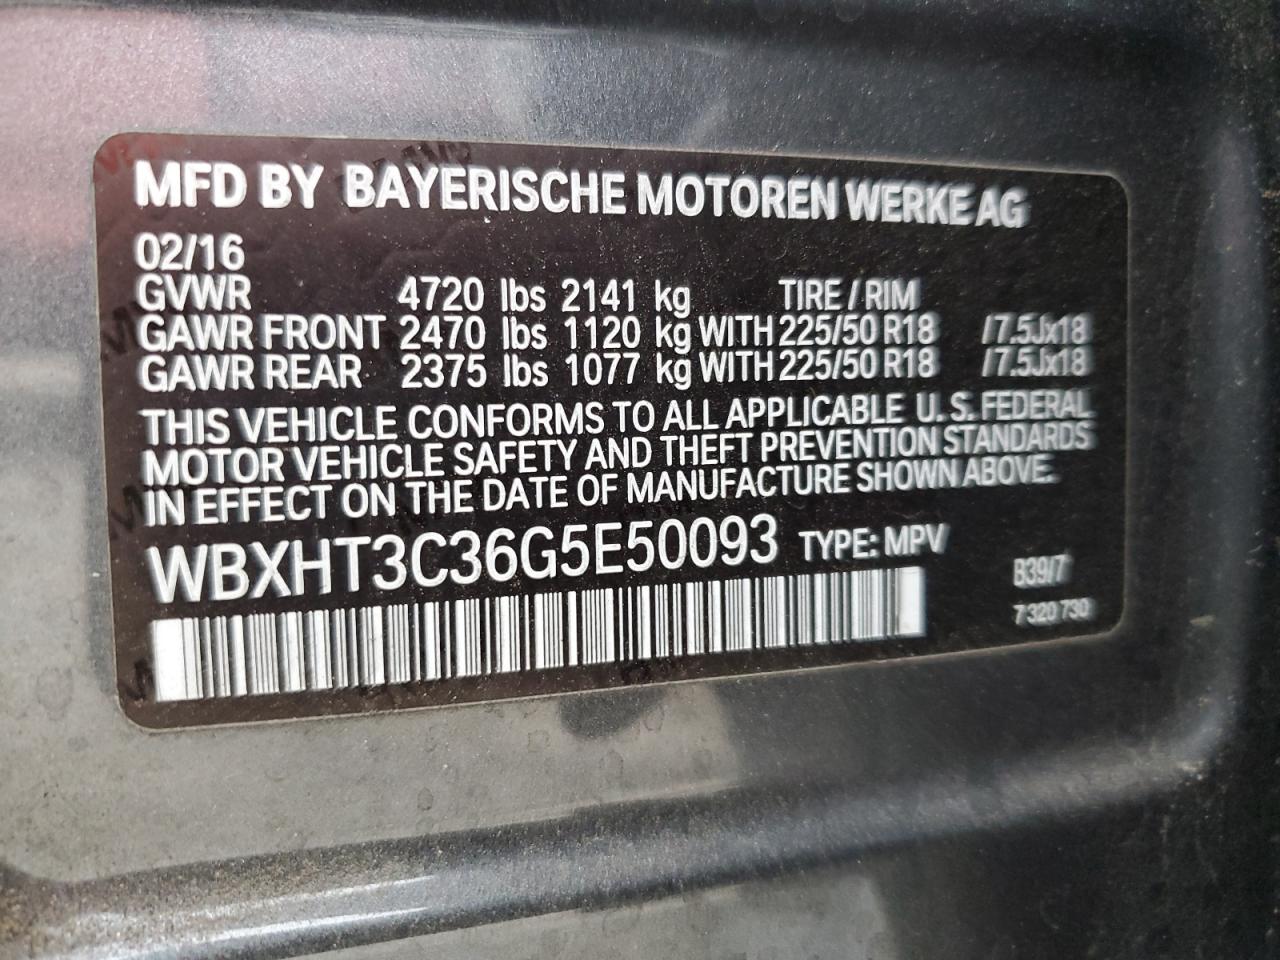 MFD BY BAYERISCHE MOTOREN WERKE AG
02/16
GVWR 4720 lbs 2141 kg TIRE / RIM
GAWR FRONT 2470 lbs 1120 kg WITH 225/50 R18 /7.5Jx18
GAWR REAR 2375 lbs 1077 kg WITH 225/50 R18 /7.5Jx18
THIS VEHICLE CONFORMS TO ALL APPLICABLE U.S. FEDERAL
MOTOR VEHICLE SAFETY AND THEFT PREVENTION STANDARDS
IN EFFECT ON THE DATE OF MANUFACTURE SHOWN ABOVE.
WBXHT3C36G5E50093 TYPE: MPV
B39/7
7 320 730